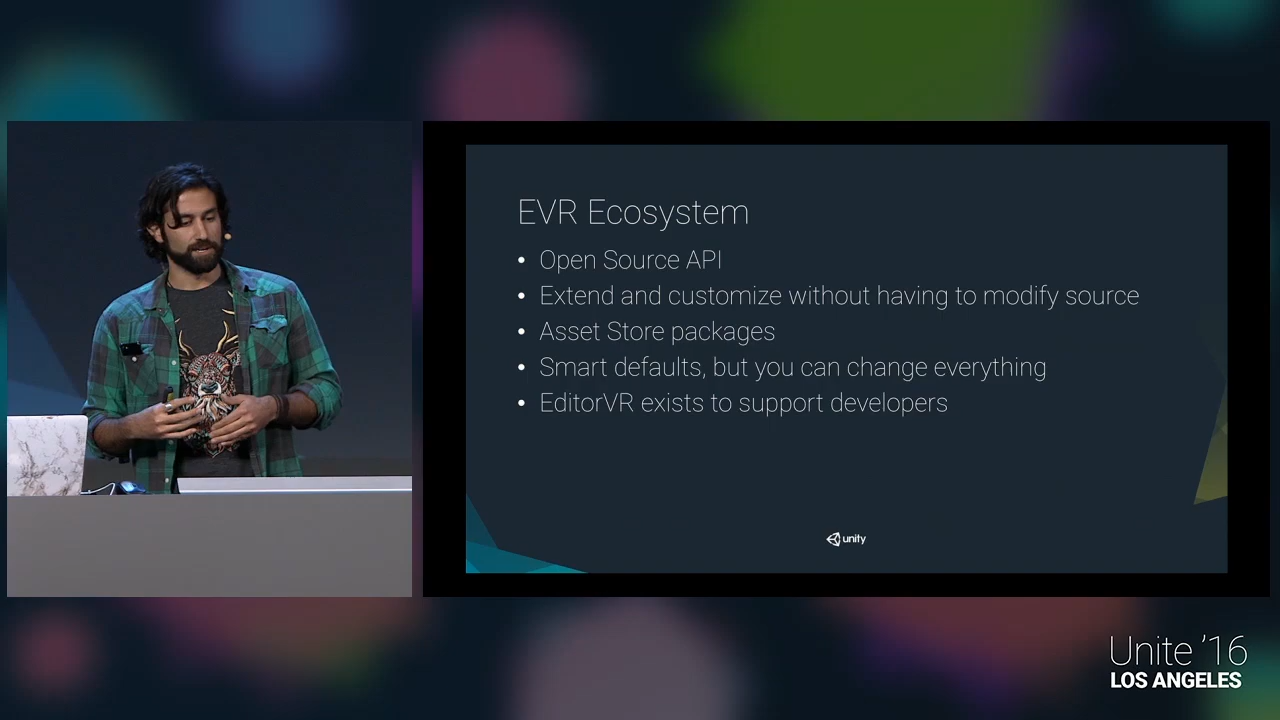 EVR Ecosystem
• Open Source API
• Extend and customize without having to modify source
• Asset Store packages
• Smart defaults, but you can change everything
• EditorVR exists to support developers
unity
Unite '16
LOS ANGELES